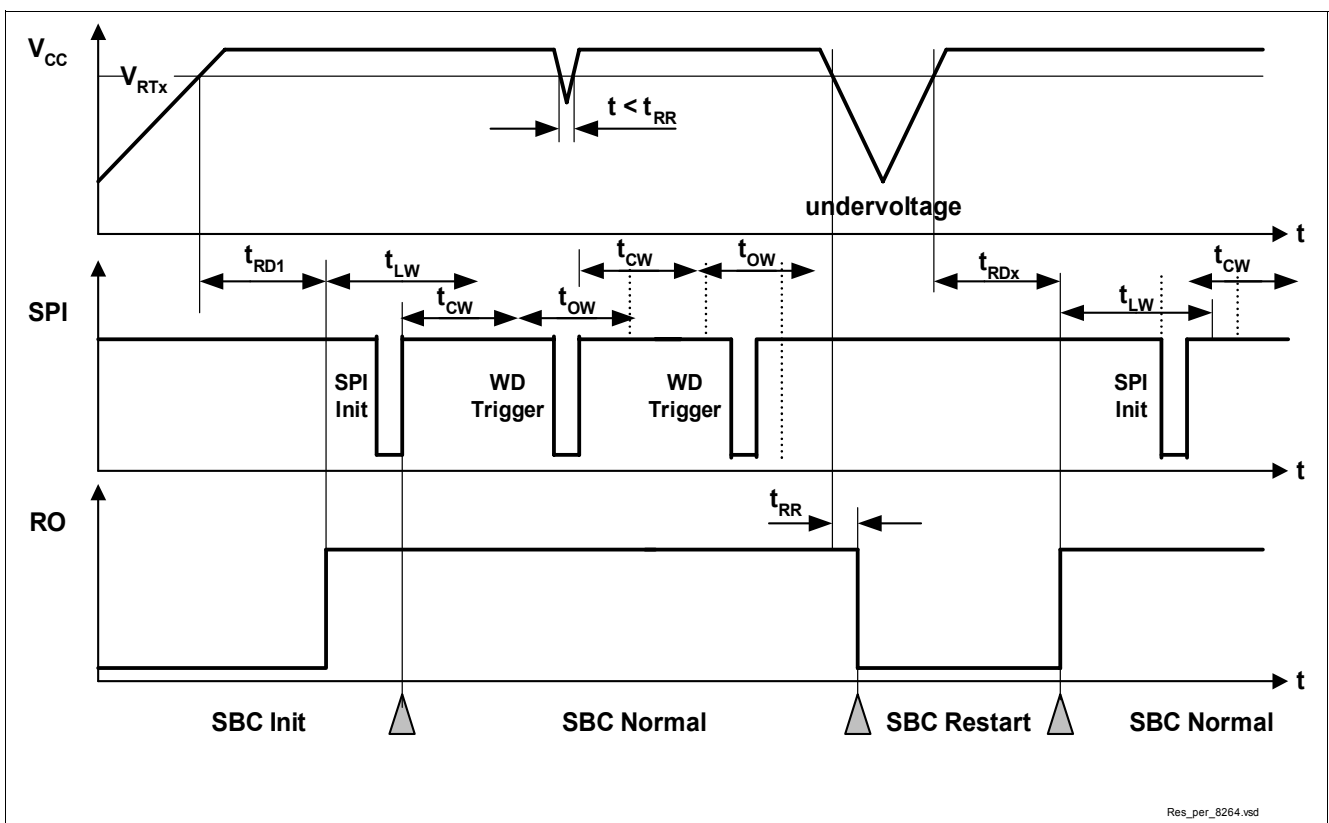 VCC
VRTx
t < tRR
undervoltage
t
tRD1
tLW
tCW
tOW
tCW
tOW
tRDx
tLW
tCW
SPI
SPI
Init
WD
Trigger
WD
Trigger
SPI
Init
t
RO
tRR
t
SBC Init
SBC Normal
SBC Restart
SBC Normal
Res_per_8264.vsd